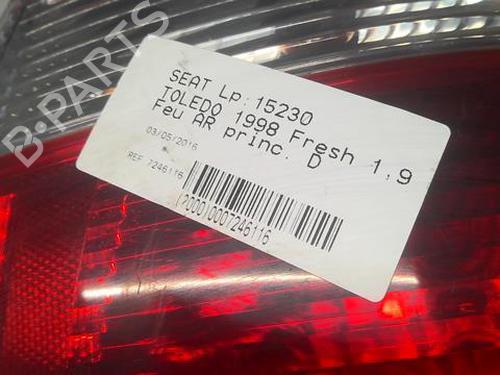 B-PARTS
SEAT Lp:15230
TOLEDO 1998 Fresh 1,9
Feu AR princ. D
03/05/2016
REF 7246116
(2000)0007246116